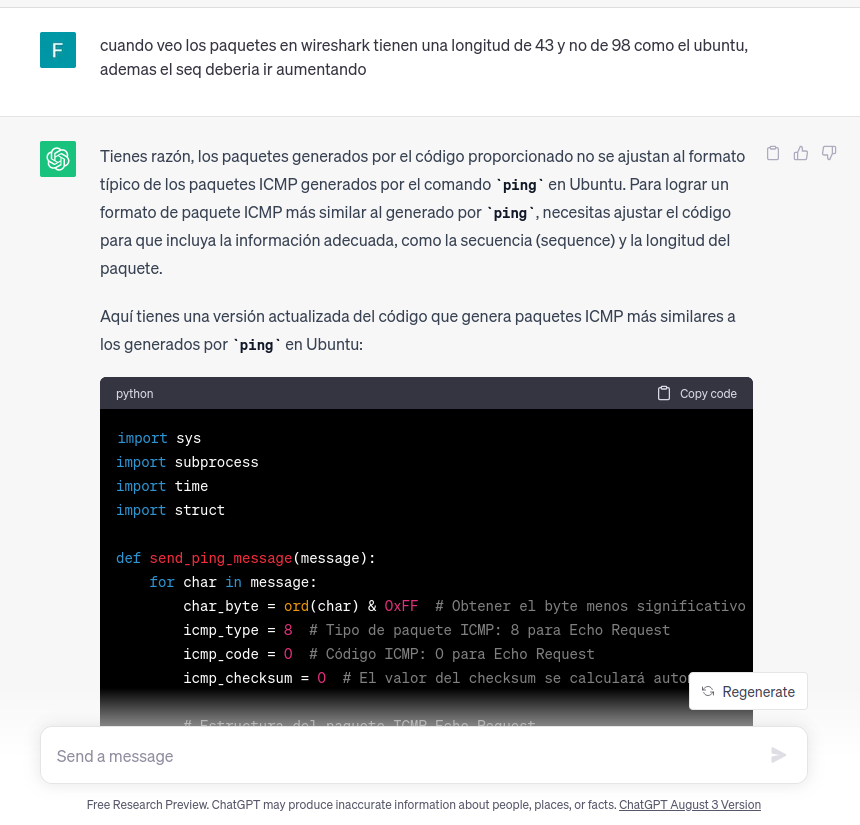 F
cuando veo los paquetes en wireshark tienen una longitud de 43 y no de 98 como el ubuntu,
ademas el seq deberia ir aumentando
Tienes razón, los paquetes generados por el código proporcionado no se ajustan al formato
típico de los paquetes ICMP generados por el comando `ping` en Ubuntu. Para lograr un
formato de paquete ICMP más similar al generado por `ping`, necesitas ajustar el código
para que incluya la información adecuada, como la secuencia (sequence) y la longitud del
paquete.
Aquí tienes una versión actualizada del código que genera paquetes ICMP más similares a
los generados por `ping` en Ubuntu:
python
Copy code
import sys
import subprocess
import time
import struct
def send_ping_message(message):
    for char in message:
        char_byte = ord(char) & 0xFF  # Obtener el byte menos significativo
        icmp_type = 8  # Tipo de paquete ICMP: 8 para Echo Request
        icmp_code = 0  # Código ICMP: 0 para Echo Request
        icmp_checksum = 0  # El valor del checksum se calculará
        # Estructura del paquete ICMP Echo Request
Regenerate
Send a message
Free Research Preview. ChatGPT may produce inaccurate information about people, places, or facts. ChatGPT August 3 Version